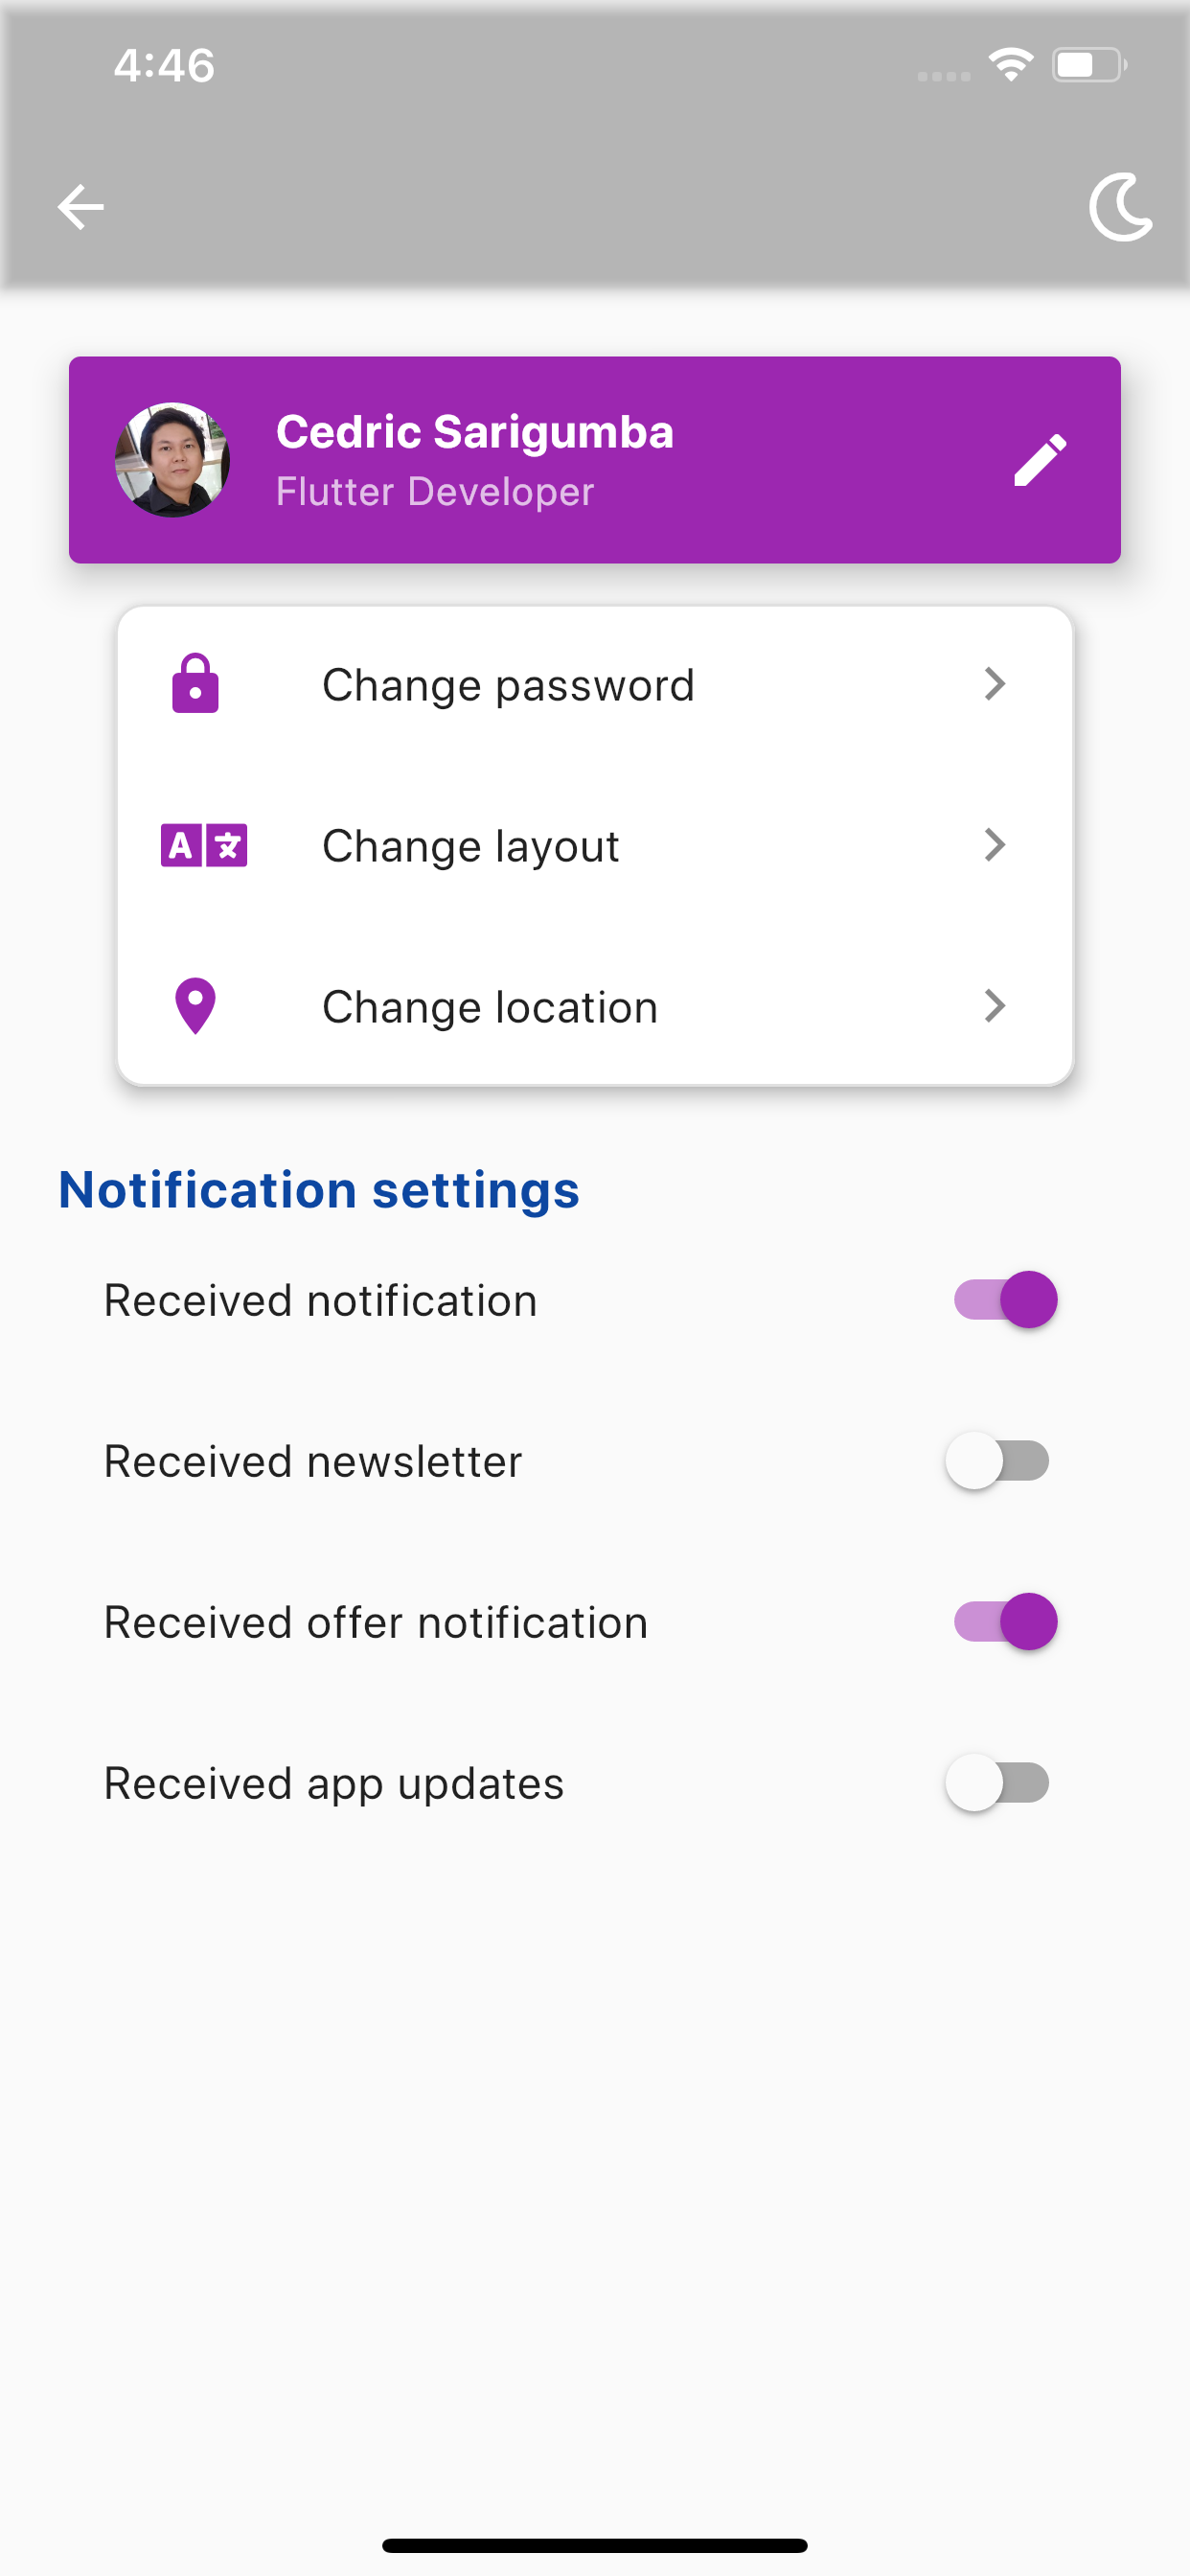 4:46
Cedric Sarigumba
Flutter Developer
Change password
A 文
Change layout
Change location
Notification settings
Received notification
Received newsletter
Received offer notification
Received app updates